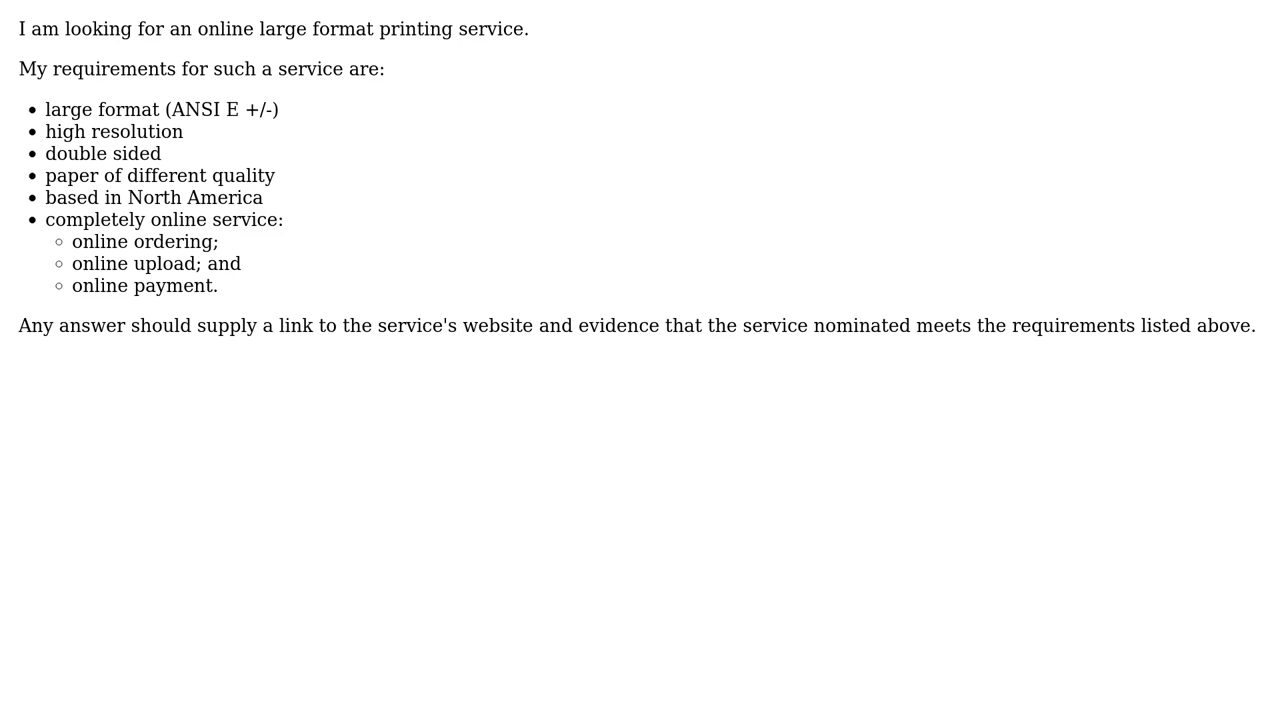 I am looking for an online large format printing service.
My requirements for such a service are:
• large format (ANSI E +/-)
• high resolution
• double sided
• paper of different quality
• based in North America
• completely online service:
◦ online ordering;
◦ online upload; and
◦ online payment.
Any answer should supply a link to the service's website and evidence that the service nominated meets the requirements listed above.